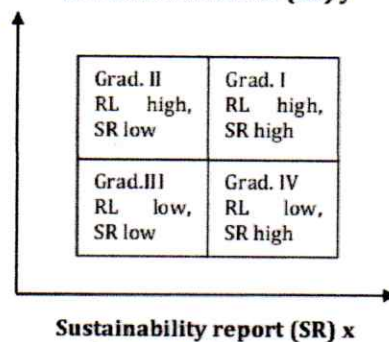 Grad. II
RL high,
SR low
Grad. I
RL high,
SR high
Grad.III
RL low,
SR low
Grad. IV
RL low,
SR high
Sustainability report (SR) x